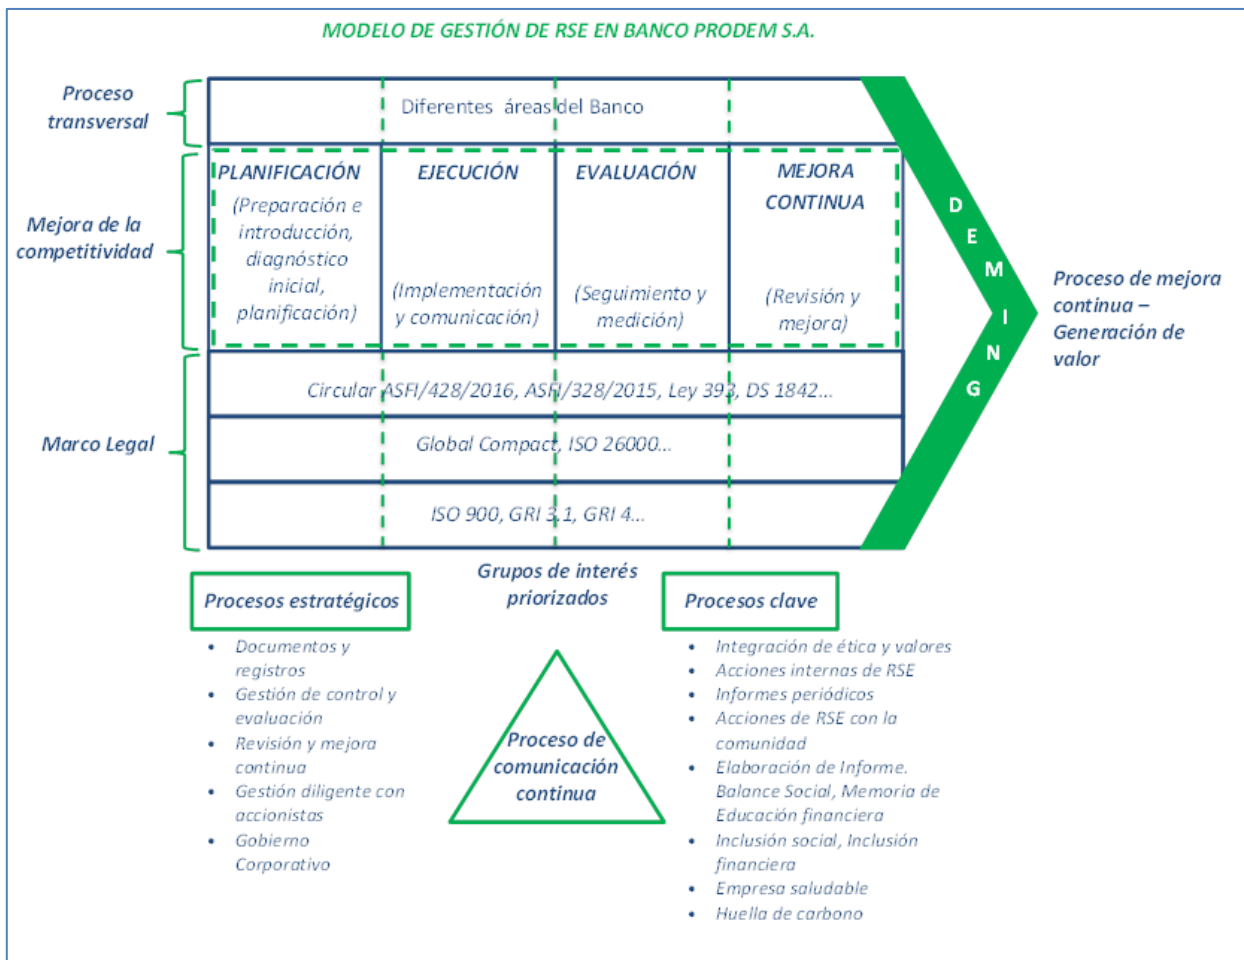 MODELO DE GESTIÓN DE RSE EN BANCO PRODEM S.A.
Proceso
transversal
Diferentes áreas del Banco
Mejora de la
competitividad
PLANIFICACIÓN
(Preparación e
introducción,
diagnóstico
inicial,
planificación)
EJECUCIÓN
(Implementación
y comunicación)
EVALUACIÓN
(Seguimiento y
medición)
MEJORA
CONTINUA
(Revisión y
mejora)
DEMING
Proceso de mejora
continua –
Generación de
valor
Marco Legal
Circular ASFI/428/2016, ASFI/328/2015, Ley 393, DS 1842...
Global Compact, ISO 26000...
ISO 900, GRI 3.1, GRI 4...
Procesos estratégicos
• Documentos y
registros
• Gestión de control y
evaluación
• Revisión y mejora
continua
• Gestión diligente con
accionistas
• Gobierno
Corporativo
Grupos de interés
priorizados
Proceso de
comunicación
continua
Procesos clave
• Integración de ética y valores
• Acciones internas de RSE
• Informes periódicos
• Acciones de RSE con la
comunidad
• Elaboración de Informe.
Balance Social, Memoria de
Educación financiera
• Inclusión social, Inclusión
financiera
• Empresa saludable
• Huella de carbono